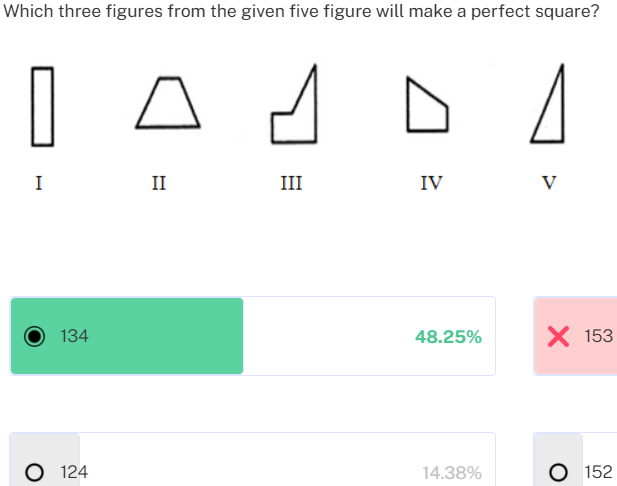 Which three figures from the given five figure will make a perfect square?
I II III IV V
134 48.25% 153
124 14.38% 152